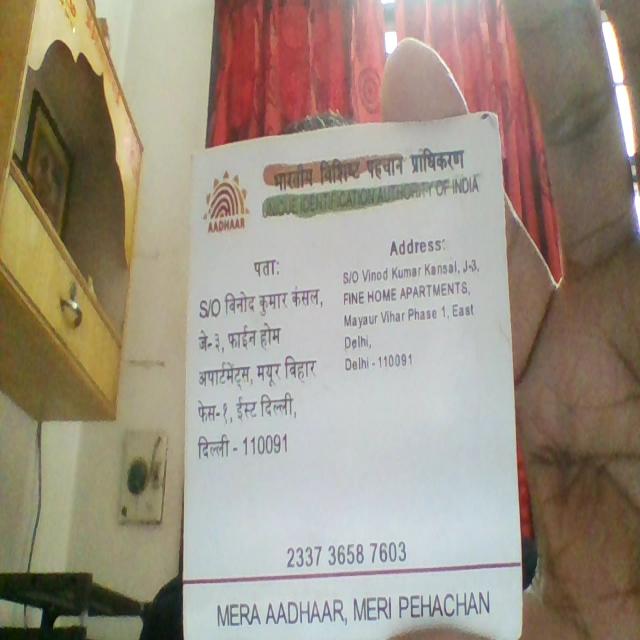 भारतीय विशिष्ट पहचान प्राधिकरण
UNIQUE IDENTIFICATION AUTHORITY OF INDIA
AADHAAR
पता:
S/O विनोद कुमार कंसल,
जे-३, फाईन होम
अपार्टमेंट्स, मयूर विहार
फेस-१, ईस्ट दिल्ली,
दिल्ली - 110091
Address:
S/O Vinod Kumar Kansal, J-3,
FINE HOME APARTMENTS,
Mayaur Vihar Phase 1, East
Delhi,
Delhi - 110091
2337 3658 7603
MERA AADHAAR, MERI PEHACHAN